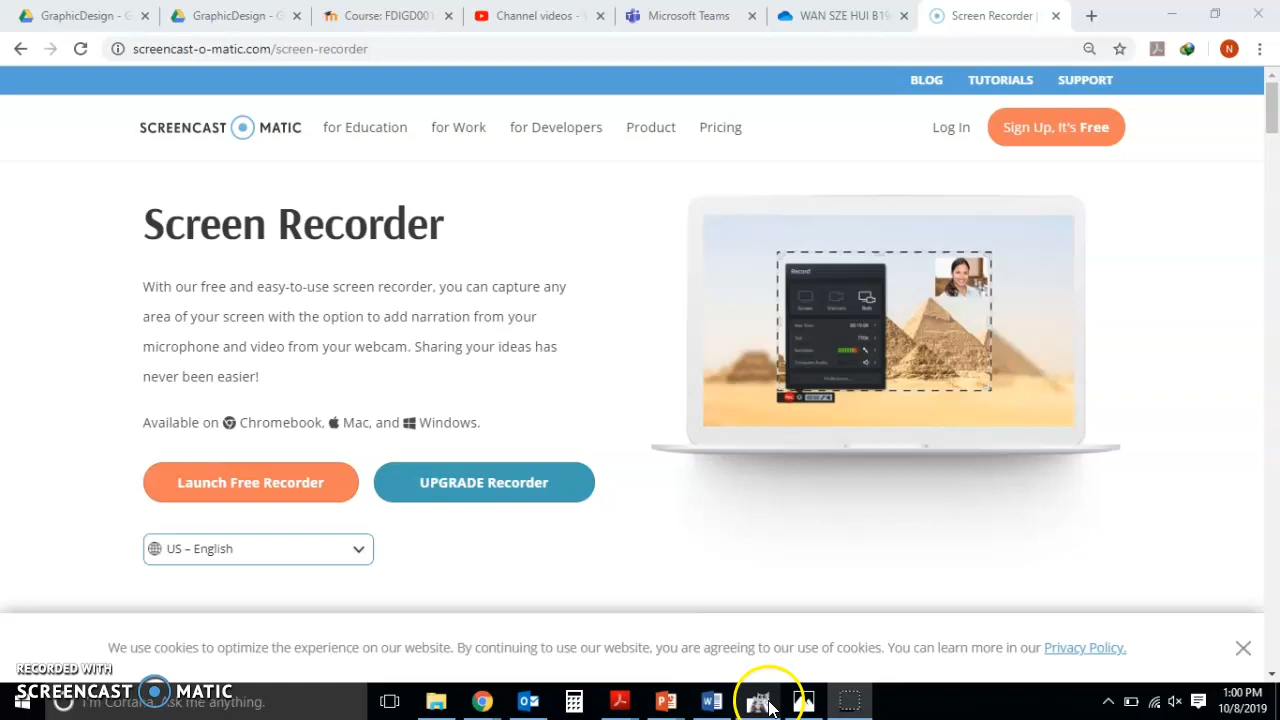 GraphicDesign - G
GraphicDesign - G
Course: FDIGD001
Channel videos -
Microsoft Teams
WAN SZE HUI B19
Screen Recorder
screencast-o-matic.com/screen-recorder
N
BLOG TUTORIALS SUPPORT
SCREENCAST MATIC for Education for Work for Developers Product Pricing Log In Sign Up, It's Free
Screen Recorder
With our free and easy-to-use screen recorder, you can capture any
area of your screen with the option to add narration from your
microphone and video from your webcam. Sharing your ideas has
never been easier!
Available on Chromebook, Mac, and Windows.
Record
Screen
Both
Launch Free Recorder UPGRADE Recorder
US – English
We use cookies to optimize the experience on our website. By continuing to use our website, you are agreeing to our use of cookies. You can learn more in our Privacy Policy.
RECORDED WITH
SCREENCAST MATIC
I'm Cortana. Ask me anything.
1:00 PM
10/8/2019